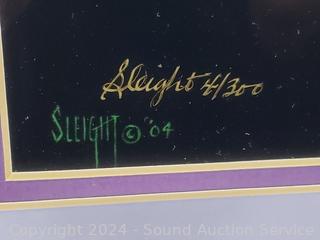 Sleight 4/300
SLEIGHT © '04
Copyright 2024 - Sound Auction Service